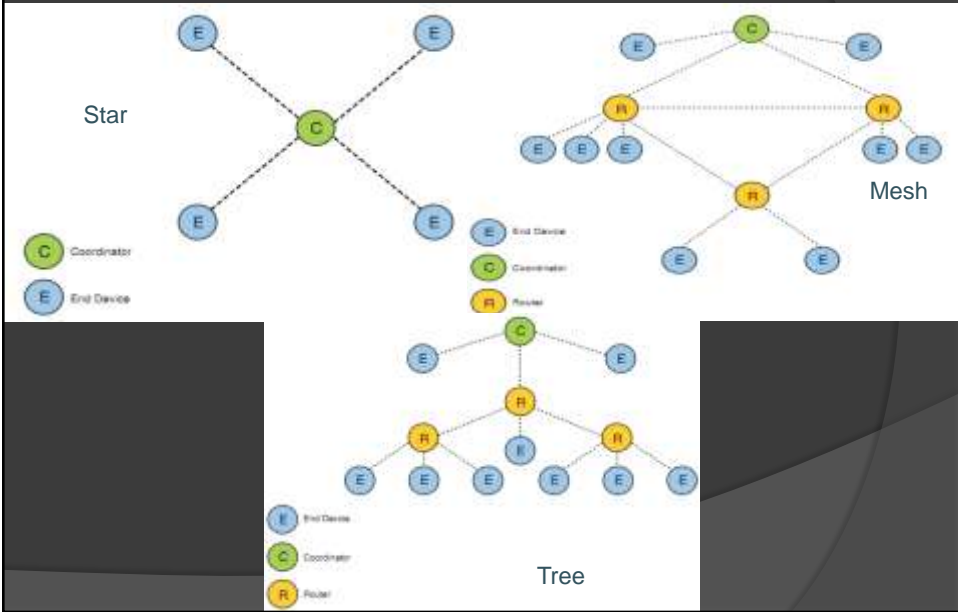 E E
C
Star
E E
C Coordinator
E End Device
C
E E
R R
E E E E E
R
Mesh
E E
E End Device
C Coordinator
R Router
C
E E
R
R R
E
E E E E E E
E End Device
C Coordinator
R Router
Tree